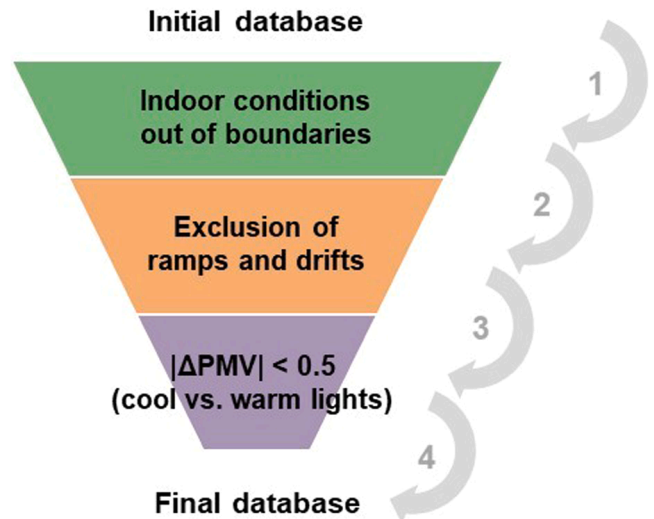 Initial database
1
Indoor conditions
out of boundaries
2
Exclusion of
ramps and drifts
3
|ΔPMV| < 0.5
(cool vs. warm lights)
4
Final database